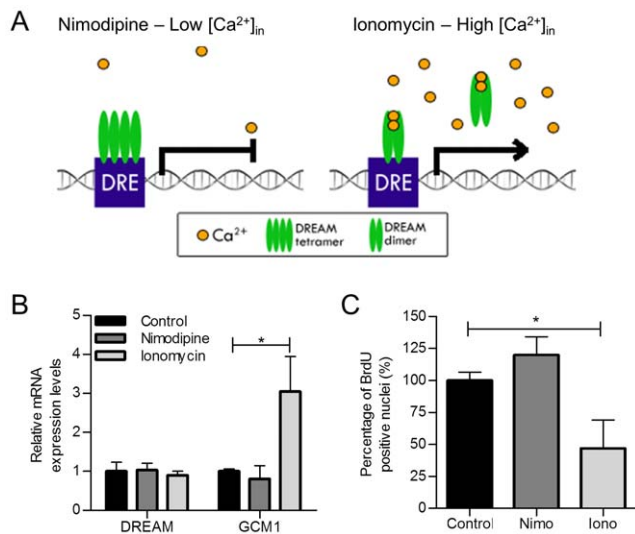 A
Nimodipine – Low [Ca²⁺]in
Ionomycin – High [Ca²⁺]in
DRE
DRE
Ca²⁺
DREAM
tetramer
DREAM
dimer
B
Relative mRNA
expression levels
5
4
3
2
1
0
Control
Nimodipine
Ionomycin
*
DREAM
GCM1
C
Percentage of BrdU
positive nuclei (%)
150
125
100
75
50
25
0
*
Control
Nimo
Iono